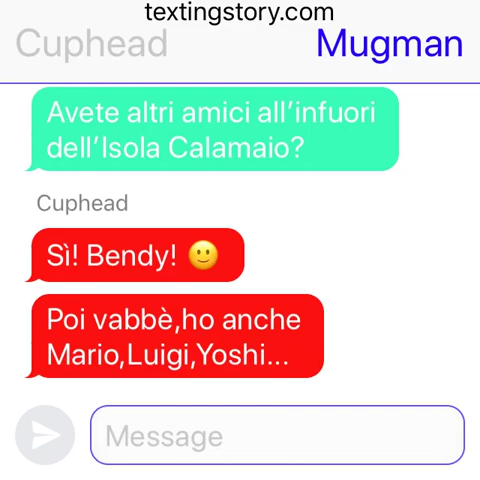 textingstory.com
Cuphead Mugman
Avete altri amici all’infuori
dell’Isola Calamaio?
Cuphead
Sì! Bendy! 🙂
Poi vabbè,ho anche
Mario,Luigi,Yoshi...
Message